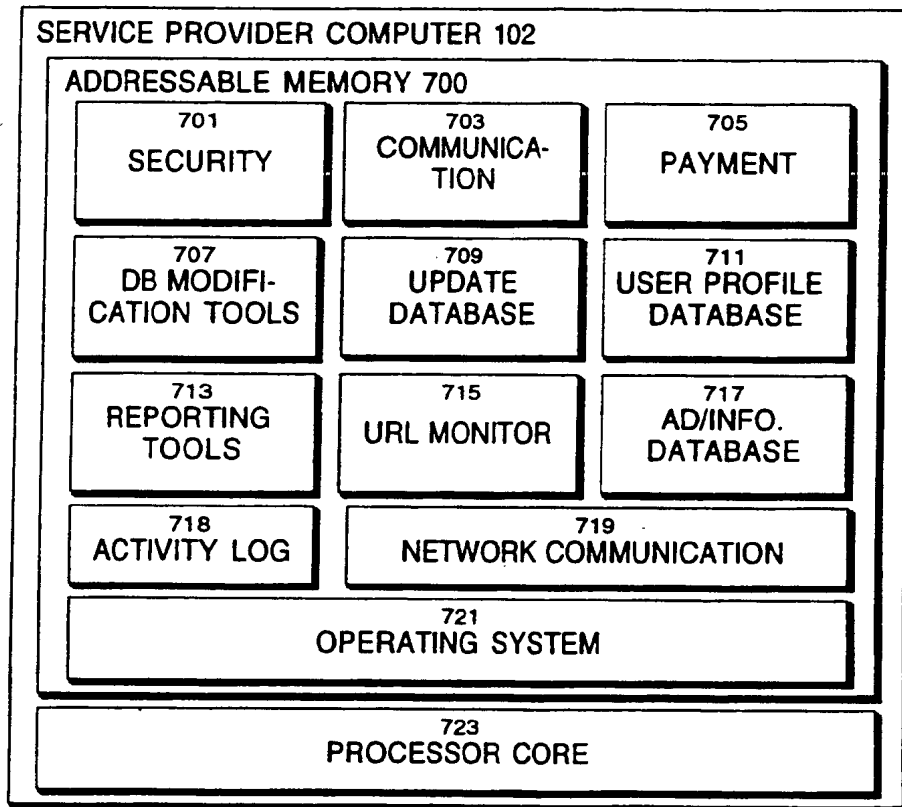 SERVICE PROVIDER COMPUTER 102
ADDRESSABLE MEMORY 700
701
SECURITY
703
COMMUNICA-
TION
705
PAYMENT
707
DB MODIFI-
CATION TOOLS
709
UPDATE
DATABASE
711
USER PROFILE
DATABASE
713
REPORTING
TOOLS
715
URL MONITOR
717
AD/INFO.
DATABASE
718
ACTIVITY LOG
719
NETWORK COMMUNICATION
721
OPERATING SYSTEM
723
PROCESSOR CORE